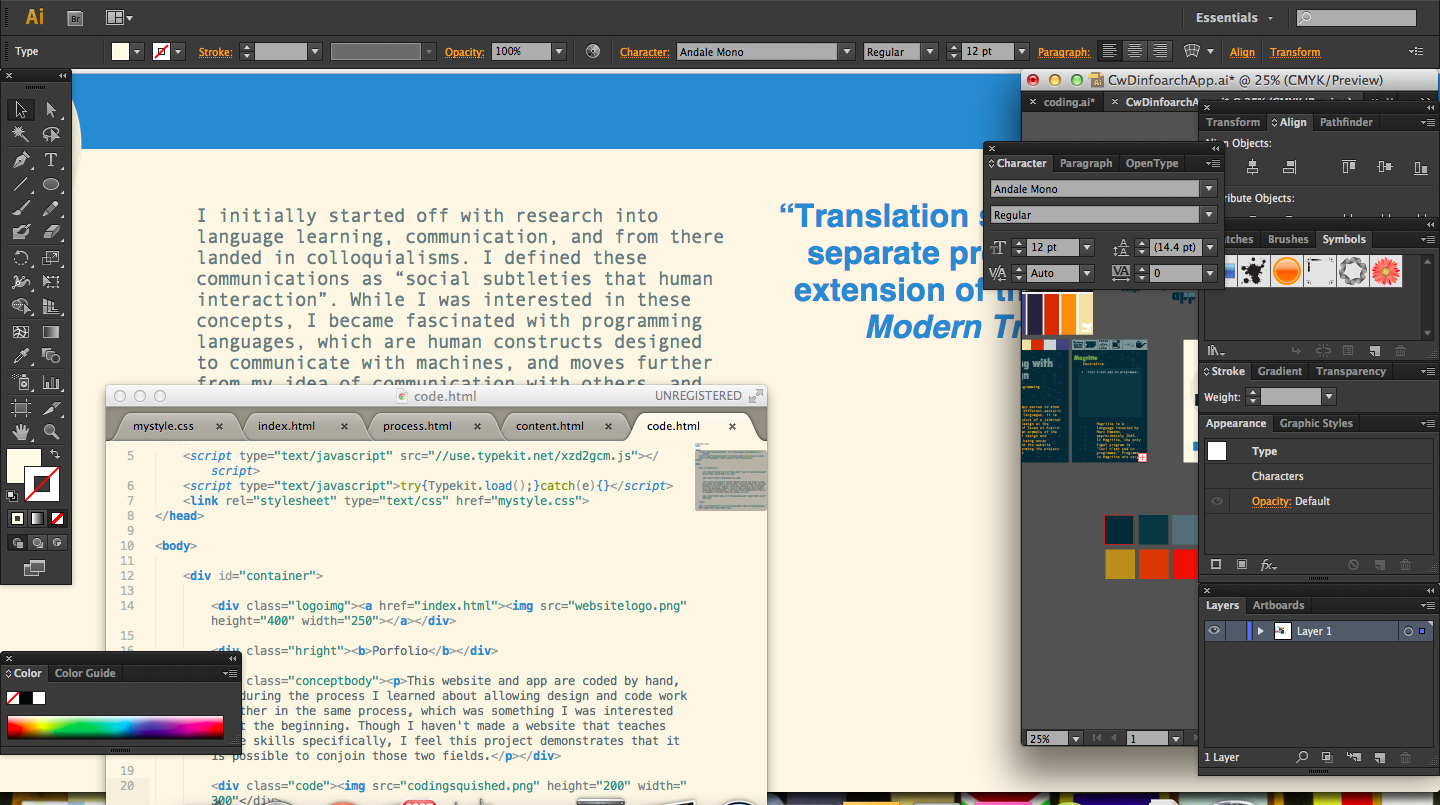 Ai Br Essentials
Type Stroke: Opacity: 100% Character: Andale Mono Regular 12 pt Paragraph: Align Transform
I initially started off with research into
language learning, communication, and from there
landed in colloquialisms. I defined these
communications as “social subtleties that human
interaction”. While I was interested in these
concepts, I became fascinated with programming
languages, which are human constructs designed
to communicate with machines, and moves further
from my idea of communication with others, and
“Translation
separate
extension of
Modern
CwDinfoarchApp.ai* @ 25% (CMYK/Preview)
coding.ai*
Transform Align Pathfinder
Align Objects:
Character Paragraph OpenType
Andale Mono
Regular
12 pt (14.4 pt)
Auto 0
Brushes Symbols
app
Magritte
Stroke Gradient Transparency
Weight:
Appearance Graphic Styles
Type
Characters
Opacity: Default
Layers Artboards
Layer 1
25% 1
1 Layer
code.html UNREGISTERED
mystyle.css index.html process.html content.html code.html
5 <script type="text/javascript" src="//use.typekit.net/xzd2gcm.js"></
script>
6 <script type="text/javascript">try{Typekit.load();}catch(e){}</script>
7 <link rel="stylesheet" type="text/css" href="mystyle.css">
8 </head>
9
10 <body>
11
12 <div id="container">
13
14 <div class="logoimg"><a href="index.html"><img src="websitelogo.png"
height="400" width="250"></a></div>
15
16 <div class="hright"><b>Porfolio</b></div>
class="conceptbody"><p>This website and app are coded by hand,
during the process I learned about allowing design and code work
in the same process, which was something I was interested
the beginning. Though I haven't made a website that teaches
skills specifically, I feel this project demonstrates that it
is possible to conjoin those two fields.</p></div>
19
20 <div class="code"><img src="codingsquished.png" height="200" width="
300"</div>
Color Color Guide